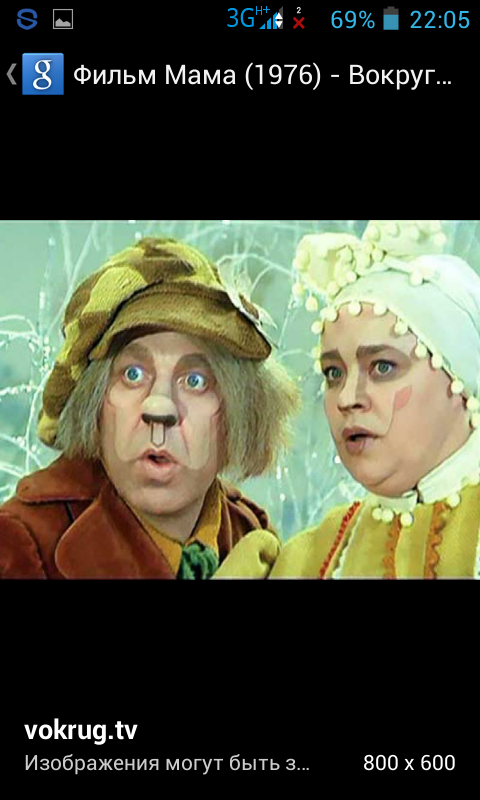 3G H+ 2 69% 22:05
Фильм Мама (1976) - Вокруг...
vokrug.tv
Изображения могут быть з... 800 x 600